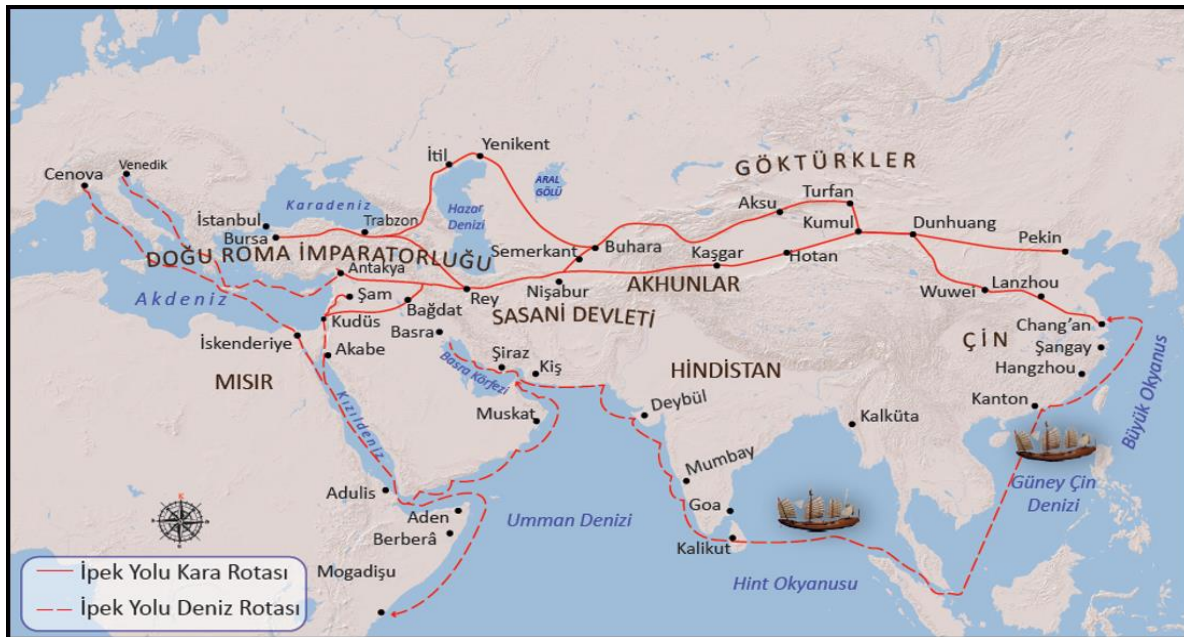 Cenova
Venedik
İstanbul
Bursa
Karadeniz
Trabzon
İtil
Yenikent
Hazar
Denizi
ARAL
GÖLÜ
GÖKTÜRKLER
Aksu
Turfan
Kumul
Dunhuang
Pekin
DOĞU ROMA İMPARATORLUĞU
Semerkant
Buhara
Kaşgar
Hotan
Antakya
Akdeniz
Şam
Rey
Nişabur
AKHUNLAR
Wuwei
Lanzhou
Kudüs
Bağdat
SASANİ DEVLETİ
İskenderiye
Akabe
Basra
Basra Körfezi
Şiraz
Kiş
ÇİN
Chang'an
Şangay
Hangzhou
MISIR
HİNDİSTAN
Kızıldeniz
Muskat
Deybül
Kalküta
Kanton
Büyük Okyanus
Mumbay
Adulis
Goa
Güney Çin
Denizi
Aden
Umman Denizi
Berberâ
Kalikut
Mogadişu
Hint Okyanusu
İpek Yolu Kara Rotası
İpek Yolu Deniz Rotası